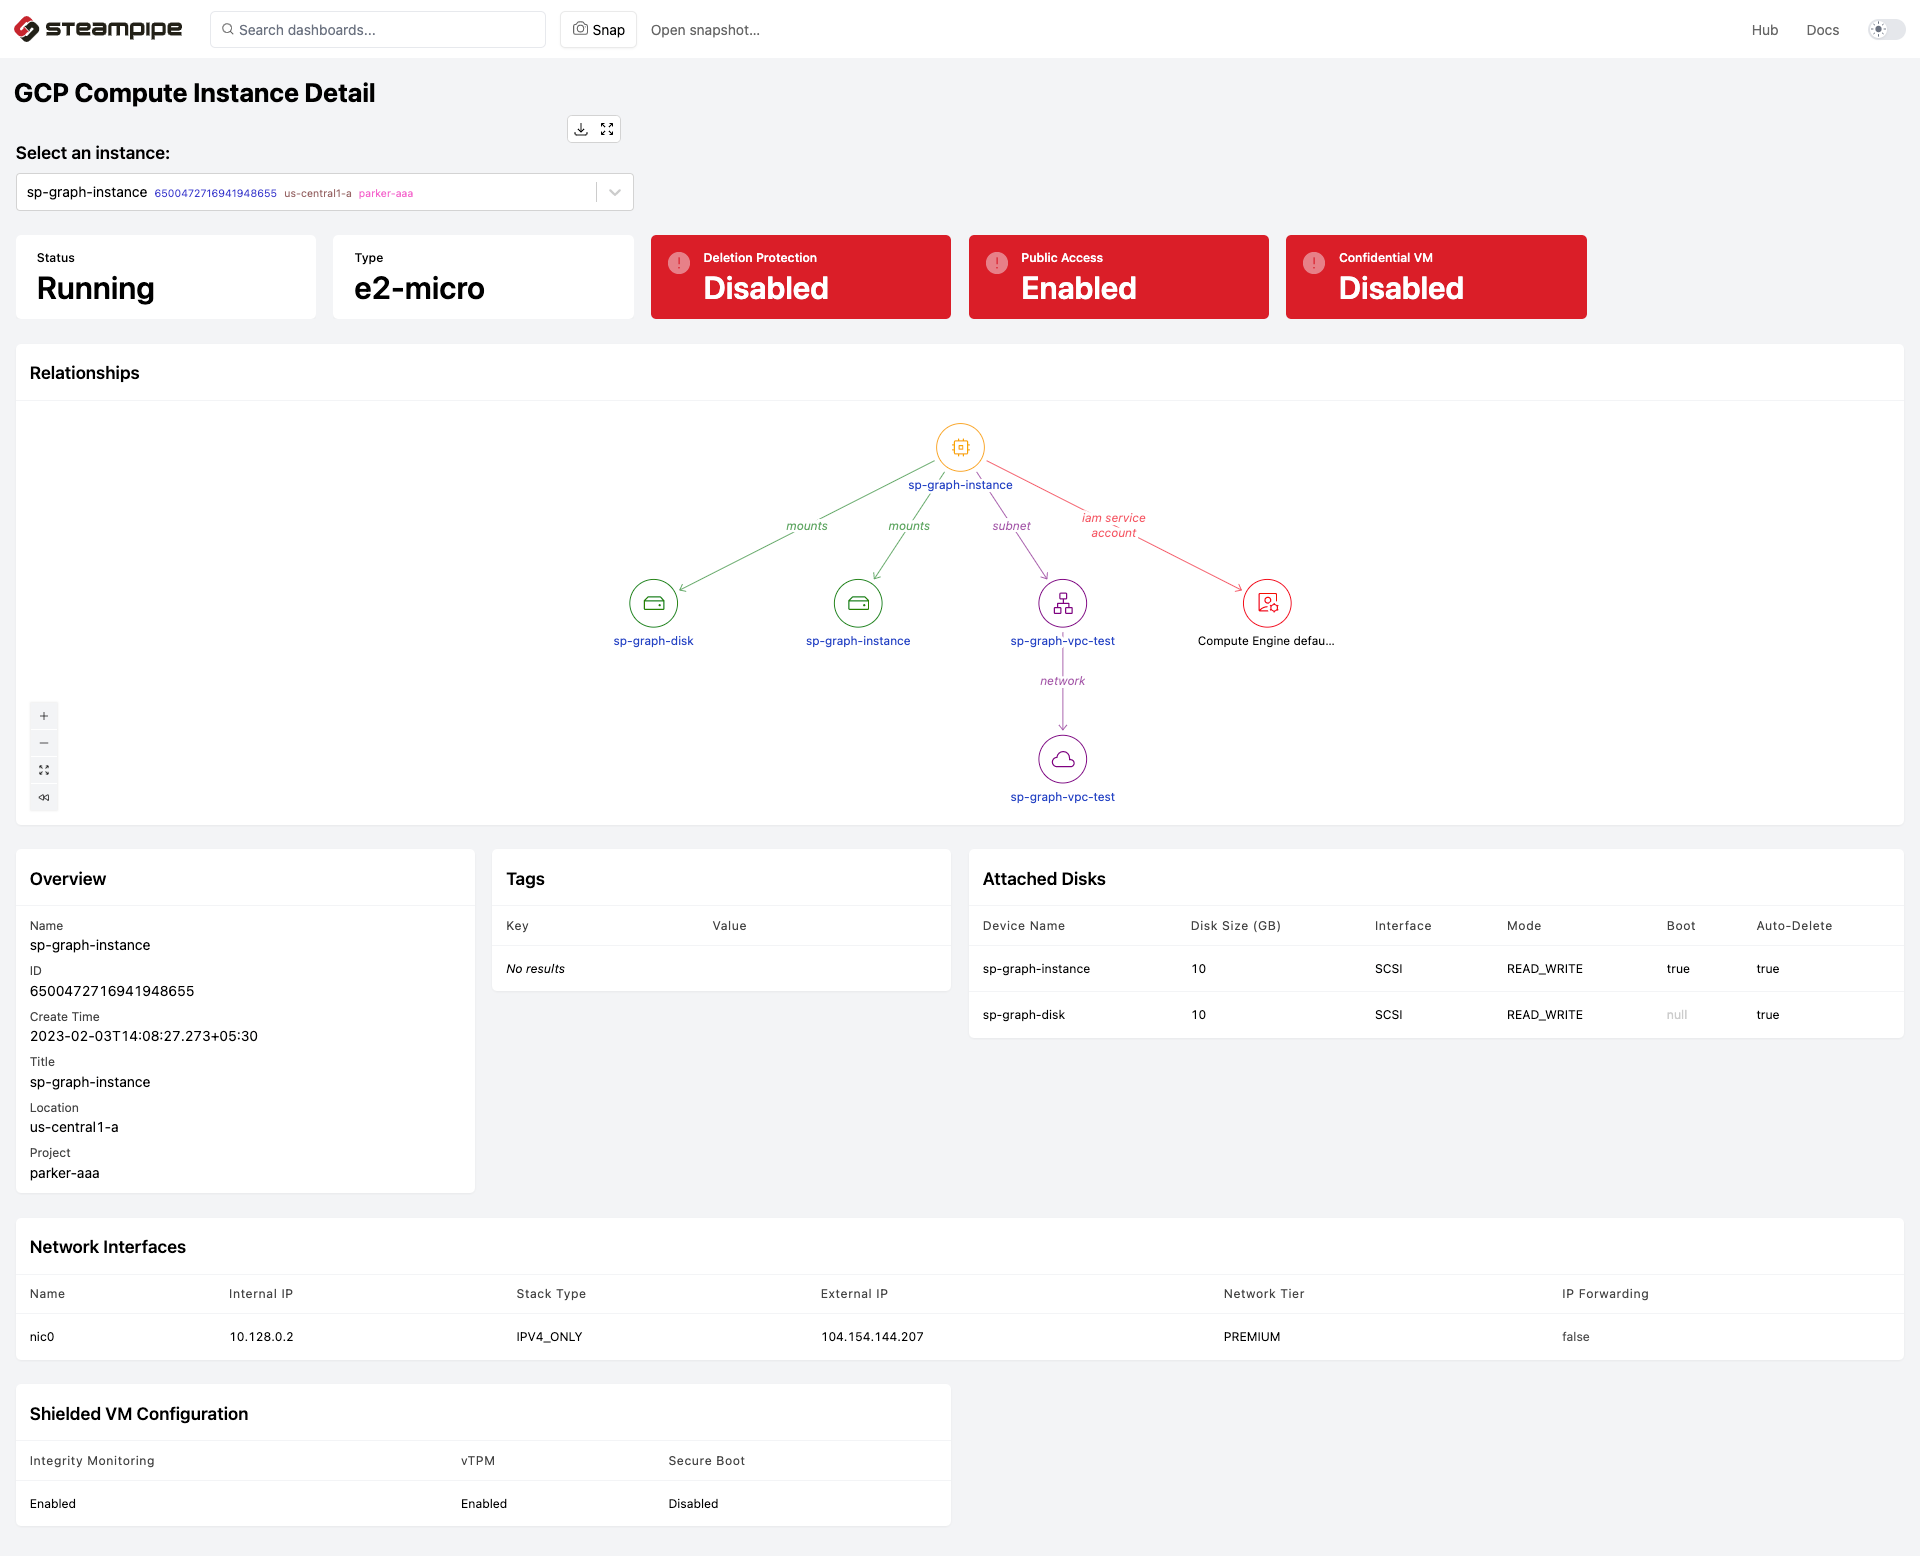 steampipe
Search dashboards...
Snap
Open snapshot...
Hub
Docs
GCP Compute Instance Detail
Select an instance:
sp-graph-instance 6500472716941948655 us-central1-a parker-aaa
Status
Running
Type
e2-micro
Deletion Protection
Disabled
Public Access
Enabled
Confidential VM
Disabled
Relationships
sp-graph-instance
mounts
mounts
subnet
iam service
account
sp-graph-disk
sp-graph-instance
sp-graph-vpc-test
Compute Engine defau...
network
sp-graph-vpc-test
Overview
Name
sp-graph-instance
ID
6500472716941948655
Create Time
2023-02-03T14:08:27.273+05:30
Title
sp-graph-instance
Location
us-central1-a
Project
parker-aaa
Tags
Key Value
No results
Attached Disks
Device Name Disk Size (GB) Interface Mode Boot Auto-Delete
sp-graph-instance 10 SCSI READ_WRITE true true
sp-graph-disk 10 SCSI READ_WRITE null true
Network Interfaces
Name Internal IP Stack Type External IP Network Tier IP Forwarding
nic0 10.128.0.2 IPV4_ONLY 104.154.144.207 PREMIUM false
Shielded VM Configuration
Integrity Monitoring vTPM Secure Boot
Enabled Enabled Disabled